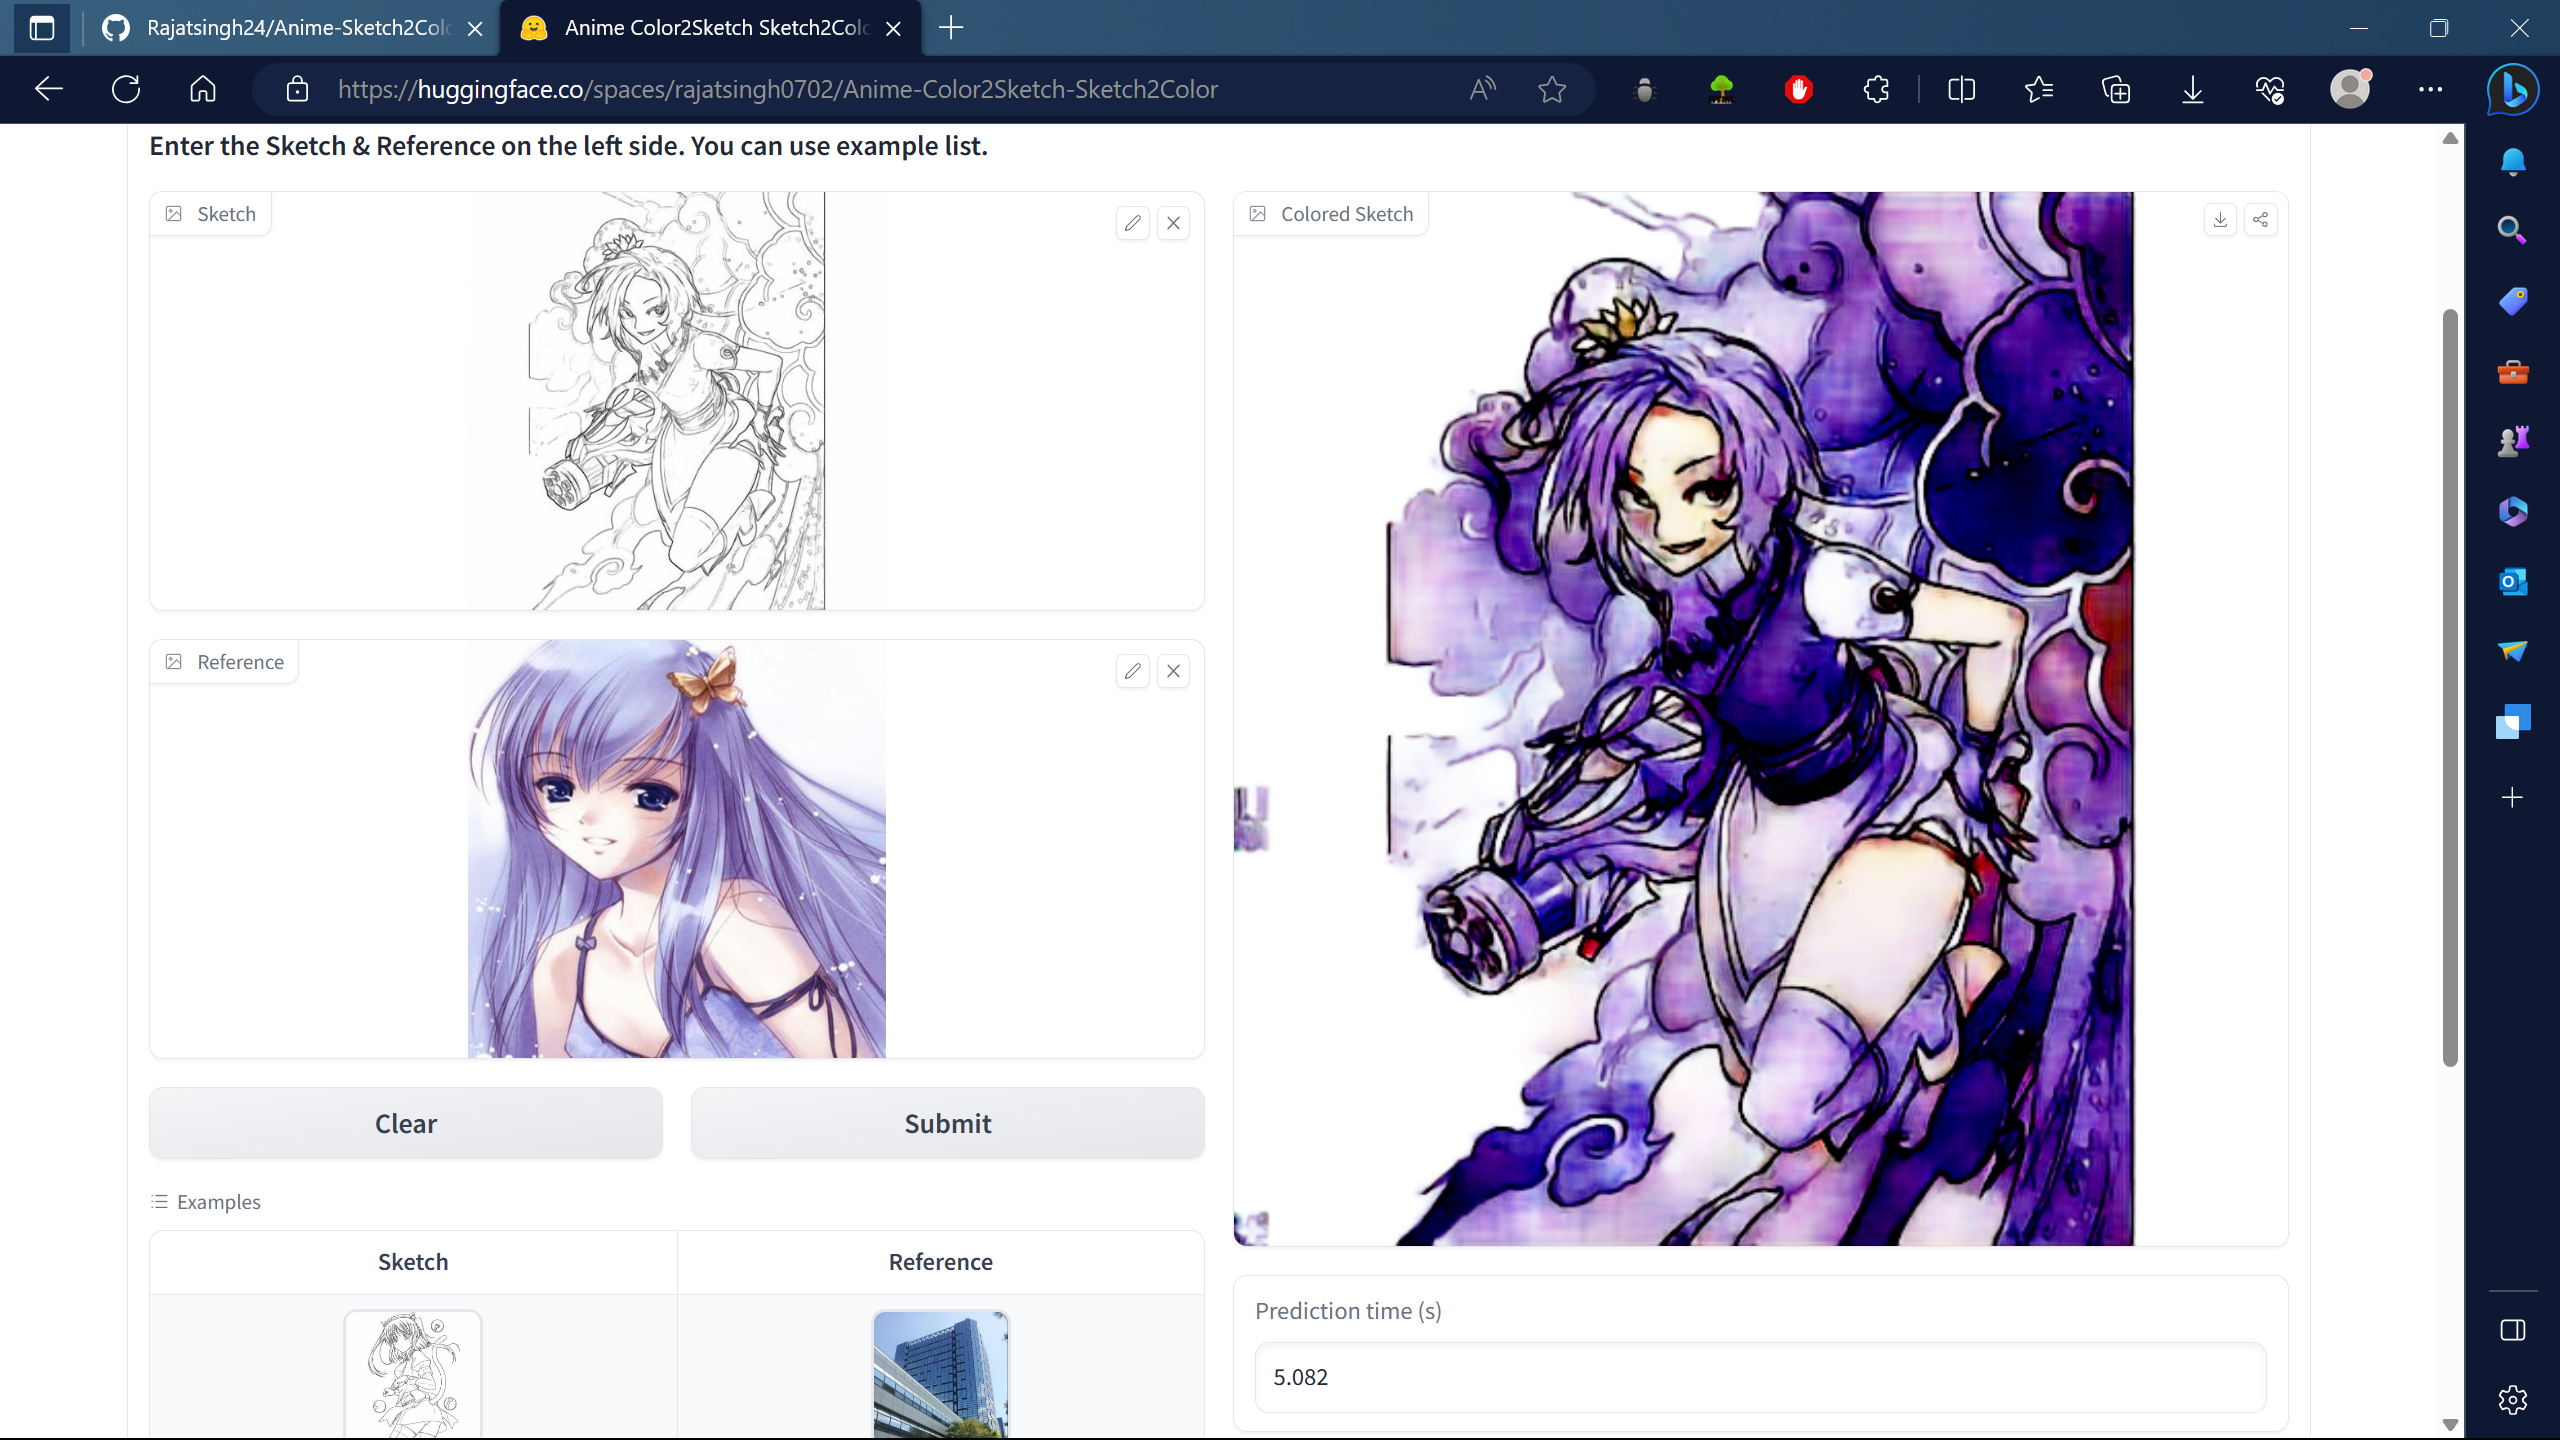 Rajatsingh24/Anime-Sketch2Col
Anime Color2Sketch Sketch2Colo
https://huggingface.co/spaces/rajatsingh0702/Anime-Color2Sketch-Sketch2Color
Enter the Sketch & Reference on the left side. You can use example list.
Sketch
Colored Sketch
Reference
Clear
Submit
Examples
Sketch
Reference
Prediction time (s)
5.082